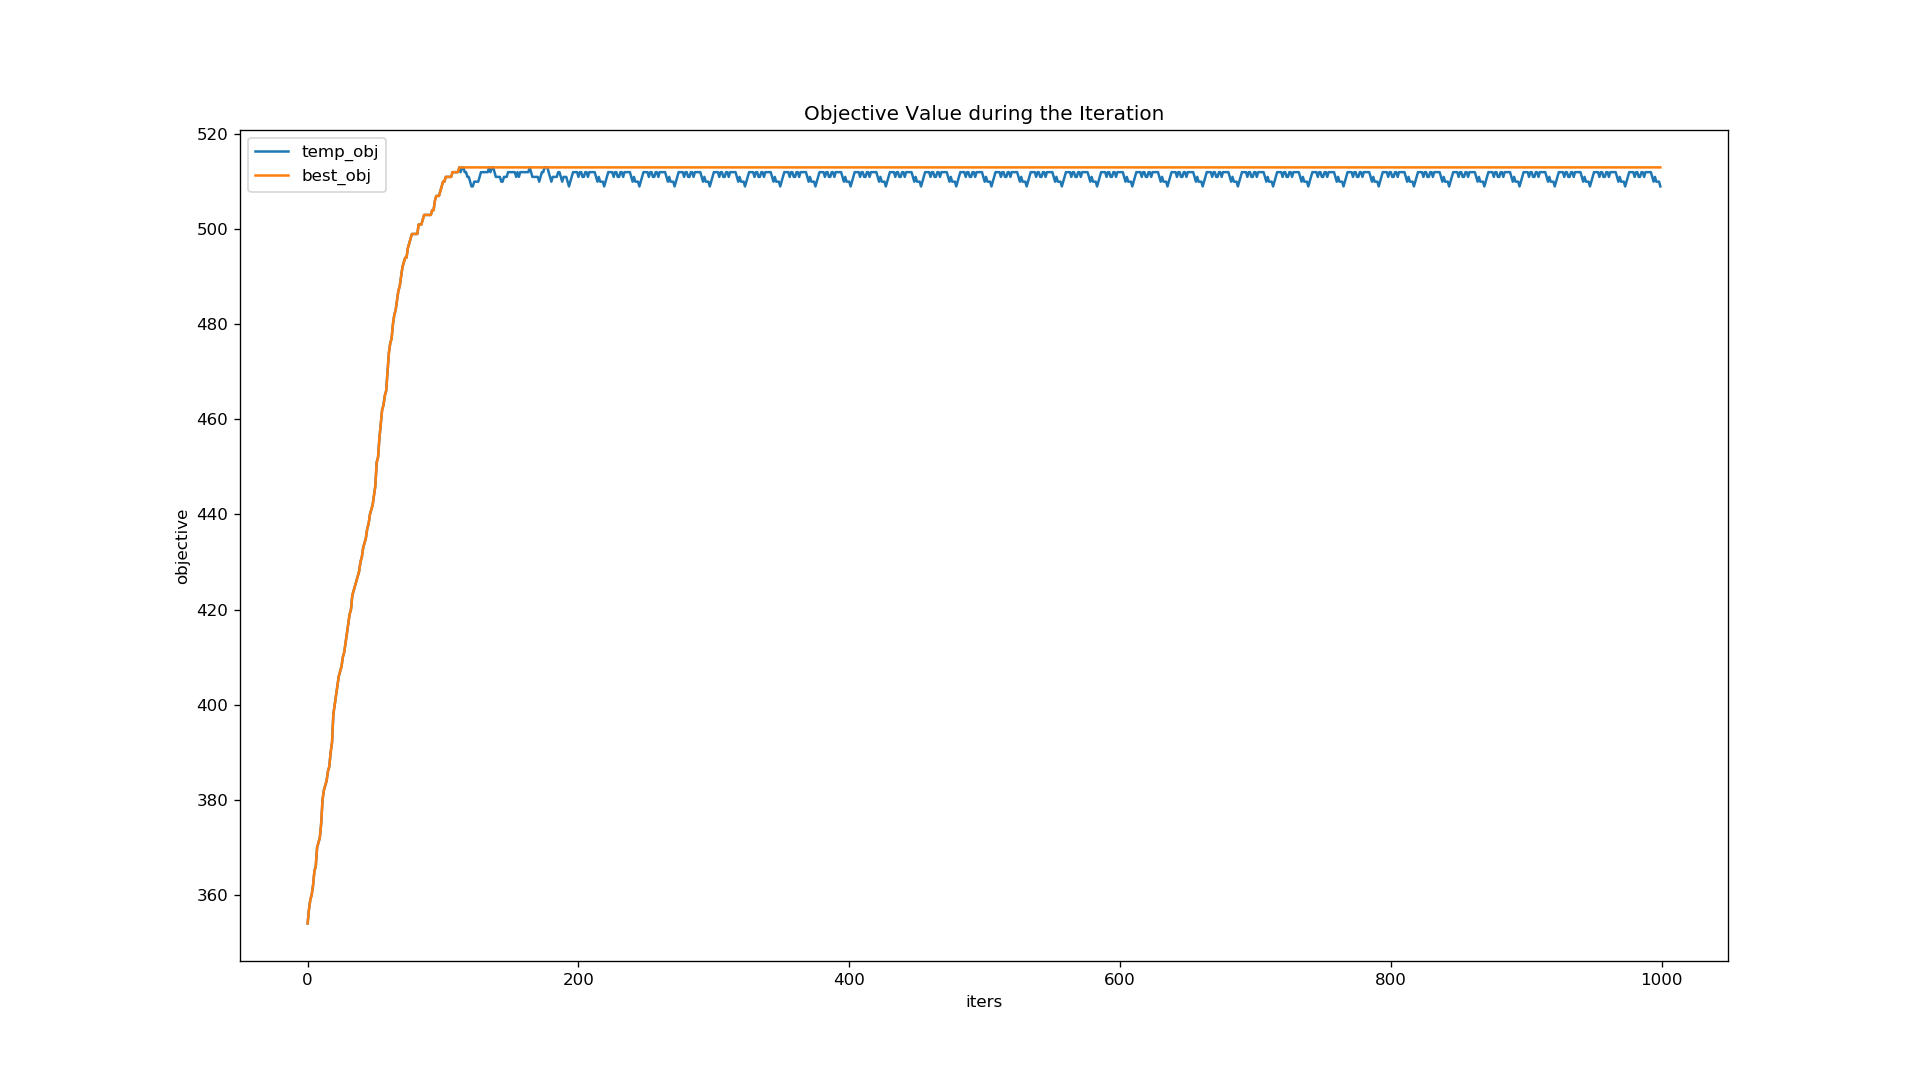 Objective Value during the Iteration
temp_obj
best_obj
520
500
480
460
440
420
400
380
360
objective
0 200 400 600 800 1000
iters